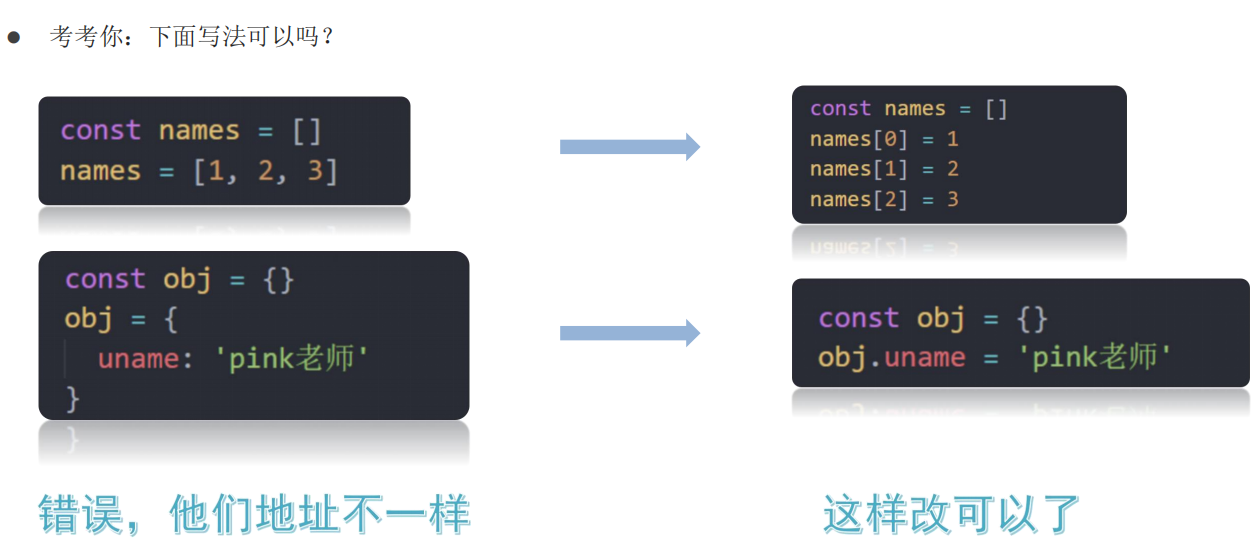 ● 考考你：下面写法可以吗？
const names = []
names = [1, 2, 3]
const names = []
names[0] = 1
names[1] = 2
names[2] = 3
const obj = {}
obj = {
  uname: 'pink老师'
}
const obj = {}
obj.uname = 'pink老师'
错误，他们地址不一样
这样改可以了